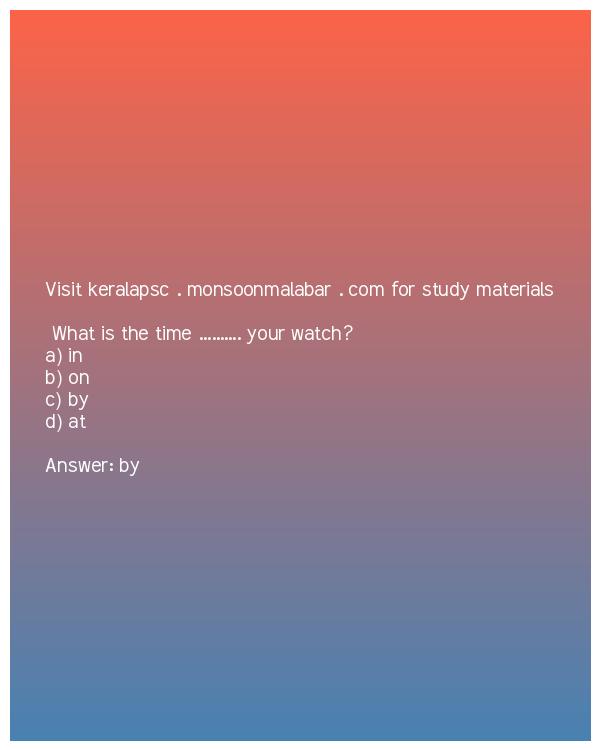 Visit keralapsc . monsoonmalabar . com for study materials
What is the time .......... your watch?
a) in
b) on
c) by
d) at
Answer: by